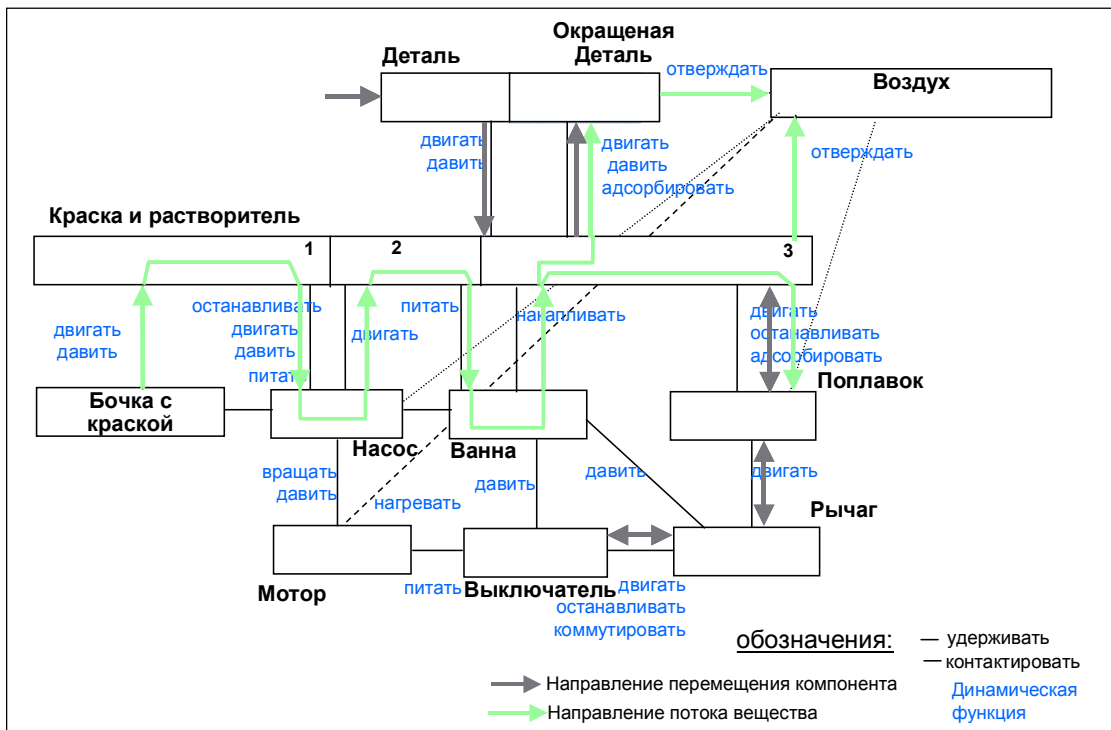 Окращеная
Деталь
Деталь
отверждать
Воздух
двигать
давить
двигать
давить
адсорбировать
отверждать
Краска и растворитель
1
2
3
останавливать
двигать
давить
питать
двигать
давить
двигать
питать
накапливать
двигать
останавливать
адсорбировать
Бочка с
краской
Поплавок
Насос
Ванна
вращать
давить
нагревать
давить
давить
двигать
Рычаг
Мотор
питать
Выключатель
двигать
останавливать
коммутировать
обозначения:
удерживать
контактировать
Направление перемещения компонента
Направление потока вещества
Динамическая
функция